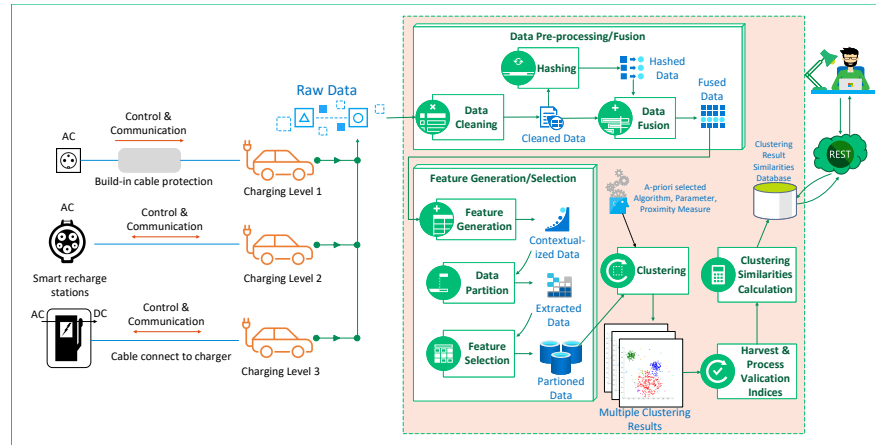 Data Pre-processing/Fusion
Hashing
Hashed
Data
Raw Data
Data
Cleaning
Cleaned Data
Data
Fusion
Fused
Data
Control &
Communication
AC
Build-in cable protection
Charging Level 1
AC
Control &
Communication
Smart recharge
stations
Charging Level 2
AC
DC
Control &
Communication
Cable connect to charger
Charging Level 3
Feature Generation/Selection
Feature
Generation
Contextual-
ized Data
Data
Partition
Extracted
Data
Feature
Selection
Partioned
Data
A-priori selected
Algorithm, Parameter,
Proximity Measure
Clustering
Multiple Clustering
Results
Harvest &
Process
Valication
Indices
Clustering
Similarities
Calculation
Clustering
Result
Similarities
Database
REST